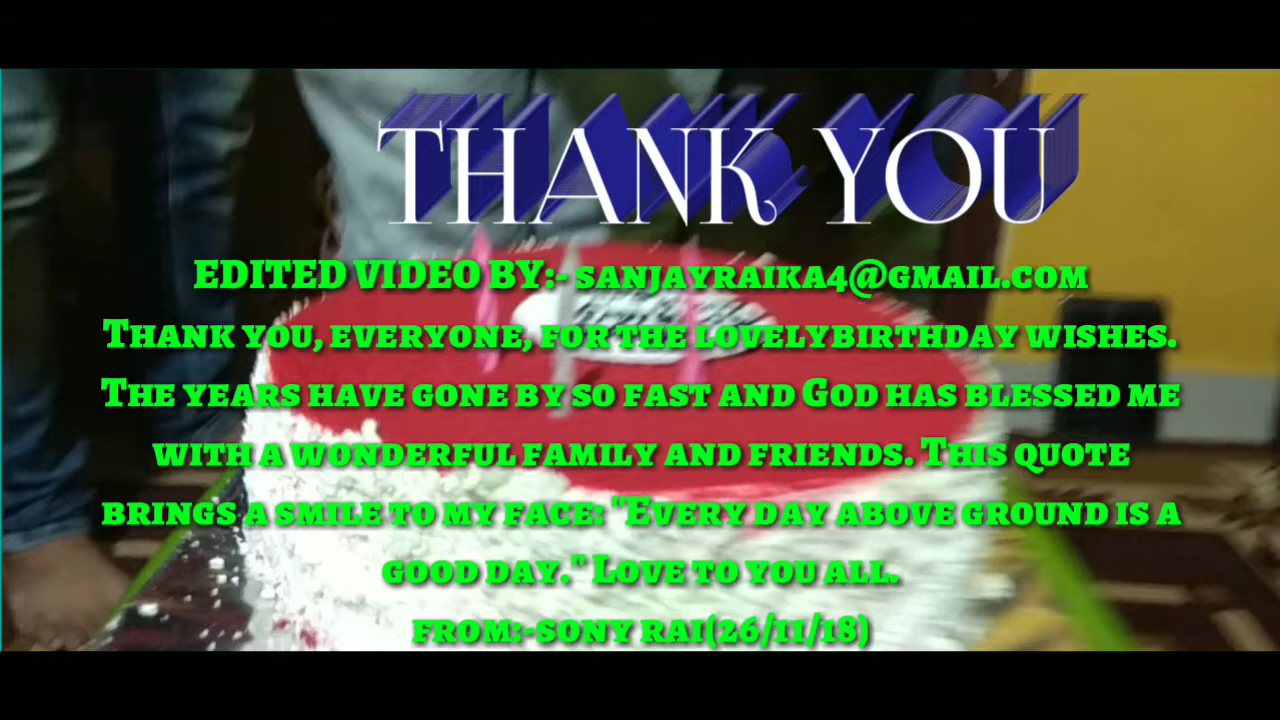 THANK YOU
EDITED VIDEO BY:- SANJAYRAIKA4@GMAIL.COM
THANK YOU, EVERYONE, FOR THE LOVELYBIRTHDAY WISHES.
THE YEARS HAVE GONE BY SO FAST AND GOD HAS BLESSED ME
WITH A WONDERFUL FAMILY AND FRIENDS. THIS QUOTE
BRINGS A SMILE TO MY FACE: "EVERY DAY ABOVE GROUND IS A
GOOD DAY." LOVE TO YOU ALL.
FROM:-SONY RAI(26/11/18)